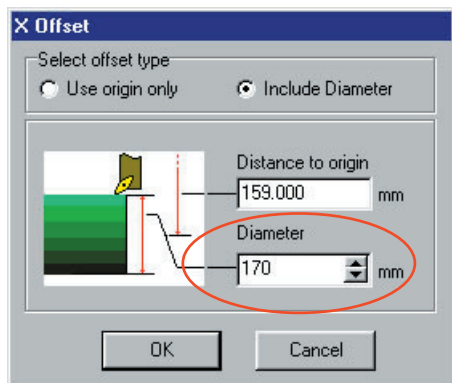 X Offset
Select offset type
Use origin only
Include Diameter
Distance to origin
159.000 mm
Diameter
170 mm
OK
Cancel